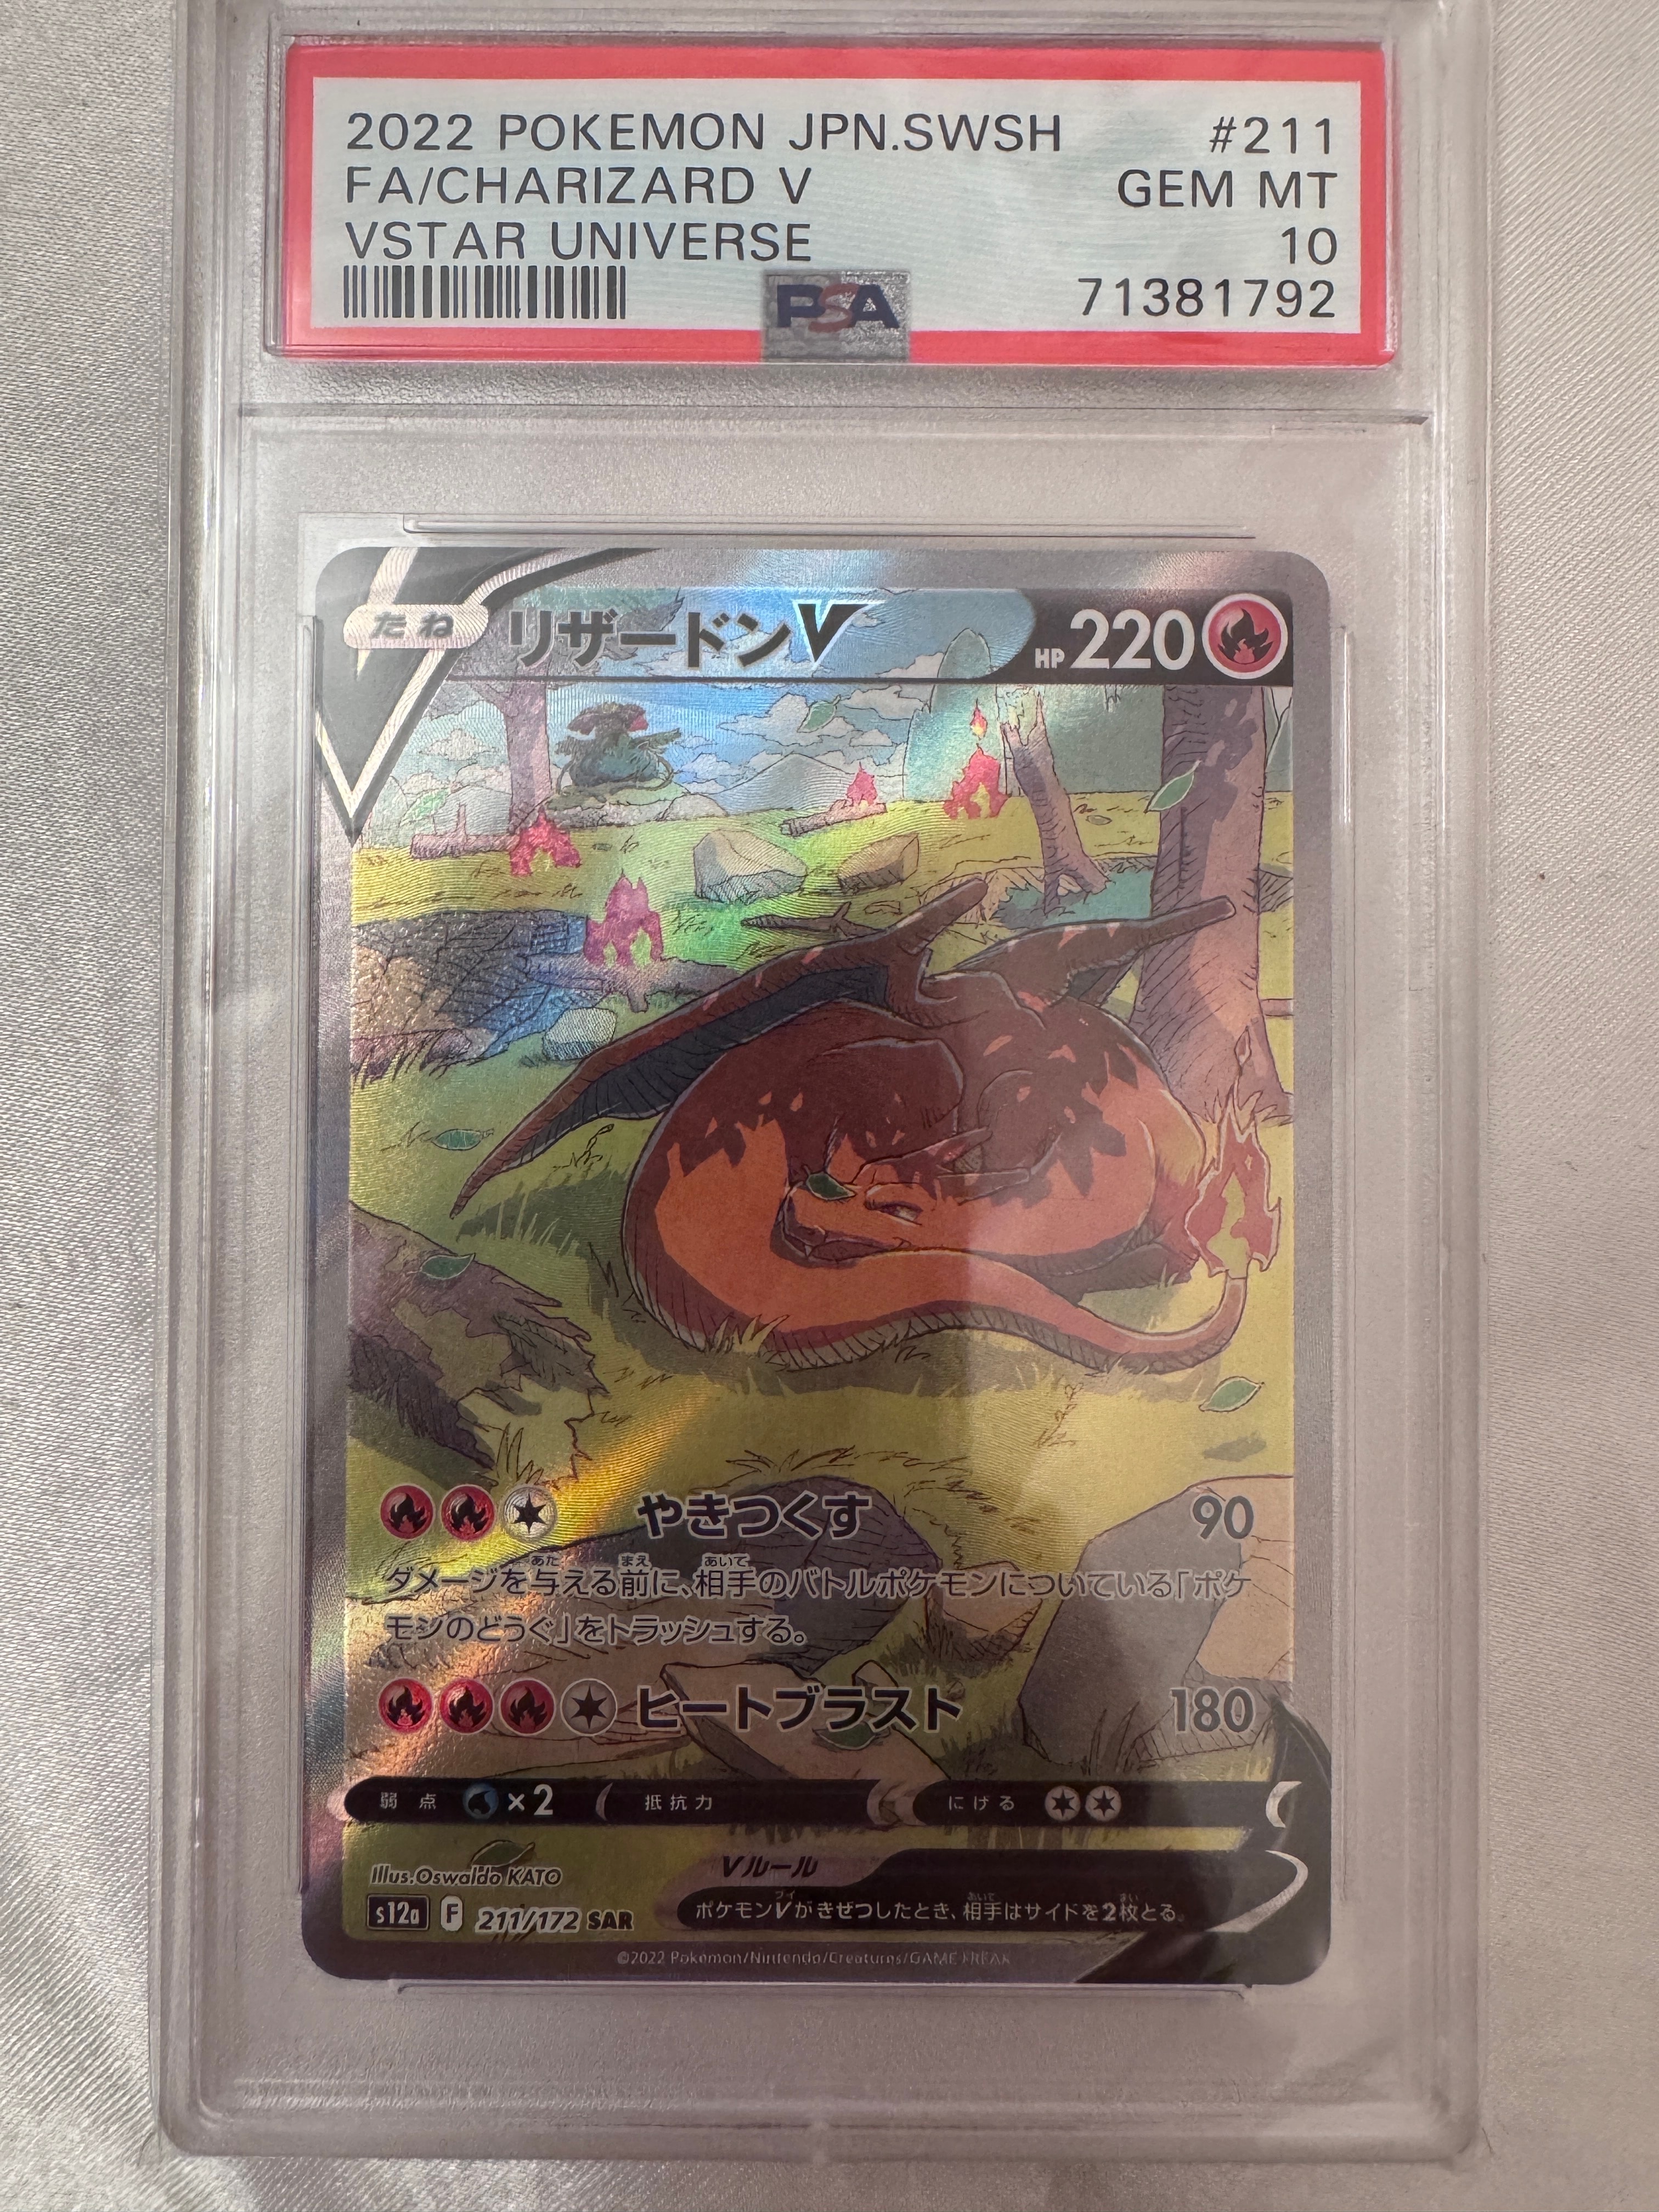 2022 POKEMON JPN.SWSH #211
FA/CHARIZARD V GEM MT
VSTAR UNIVERSE 10
PSA 71381792
たね リザードンV HP 220
やきつくす 90
ダメージを与える前に、相手のバトルポケモンについている「ポケ
モンのどうぐ」をトラッシュする。
ヒートブラスト 180
弱点 ×2 抵抗力 にげる
Illus.Oswaldo KATO
Vルール
s12a F 211/172 SAR
ポケモンVがきぜつしたとき、相手はサイドを2枚とる。
©2022 Pokémon/Nintendo/Creatures/GAME FREAK